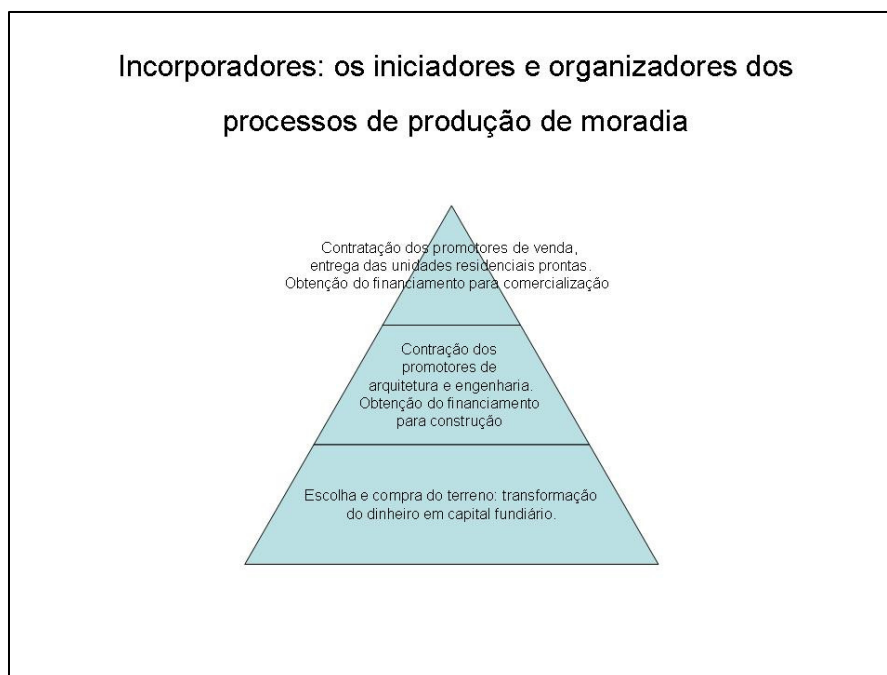 Incorporadores: os iniciadores e organizadores dos
processos de produção de moradia
Contratação dos promotores de venda,
entrega das unidades residenciais prontas.
Obtenção do financiamento para comercialização
Contração dos
promotores de
arquitetura e engenharia.
Obtenção do financiamento
para construção
Escolha e compra do terreno: transformação
do dinheiro em capital fundiário.